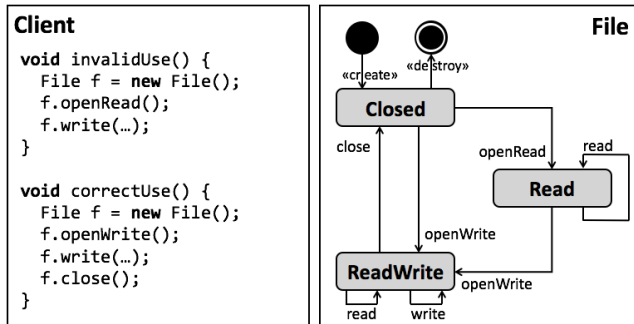 Client
void invalidUse() {
File f = new File();
f.openRead();
f.write(…);
}
void correctUse() {
File f = new File();
f.openWrite();
f.write(…);
f.close();
}
File
«create»
«destroy»
Closed
close
openRead
read
Read
openWrite
ReadWrite
openWrite
read
write